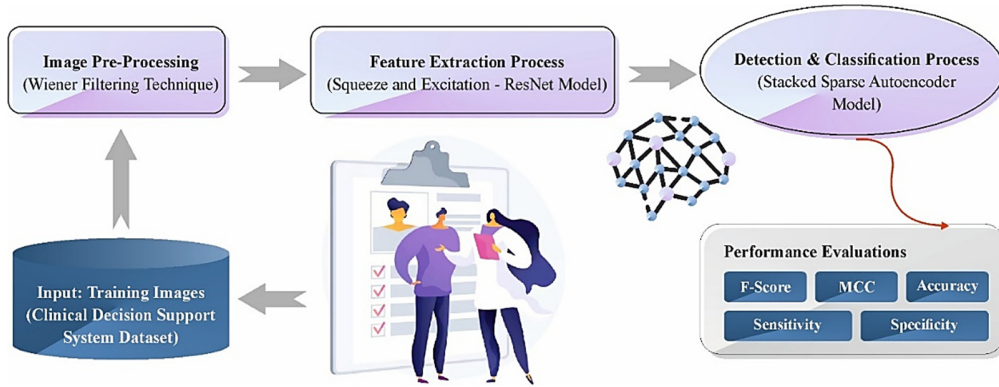 Image Pre-Processing
(Wiener Filtering Technique)
Feature Extraction Process
(Squeeze and Excitation - ResNet Model)
Detection & Classification Process
(Stacked Sparse Autoencoder
Model)
Input: Training Images
(Clinical Decision Support
System Dataset)
Performance Evaluations
F-Score
MCC
Accuracy
Sensitivity
Specificity